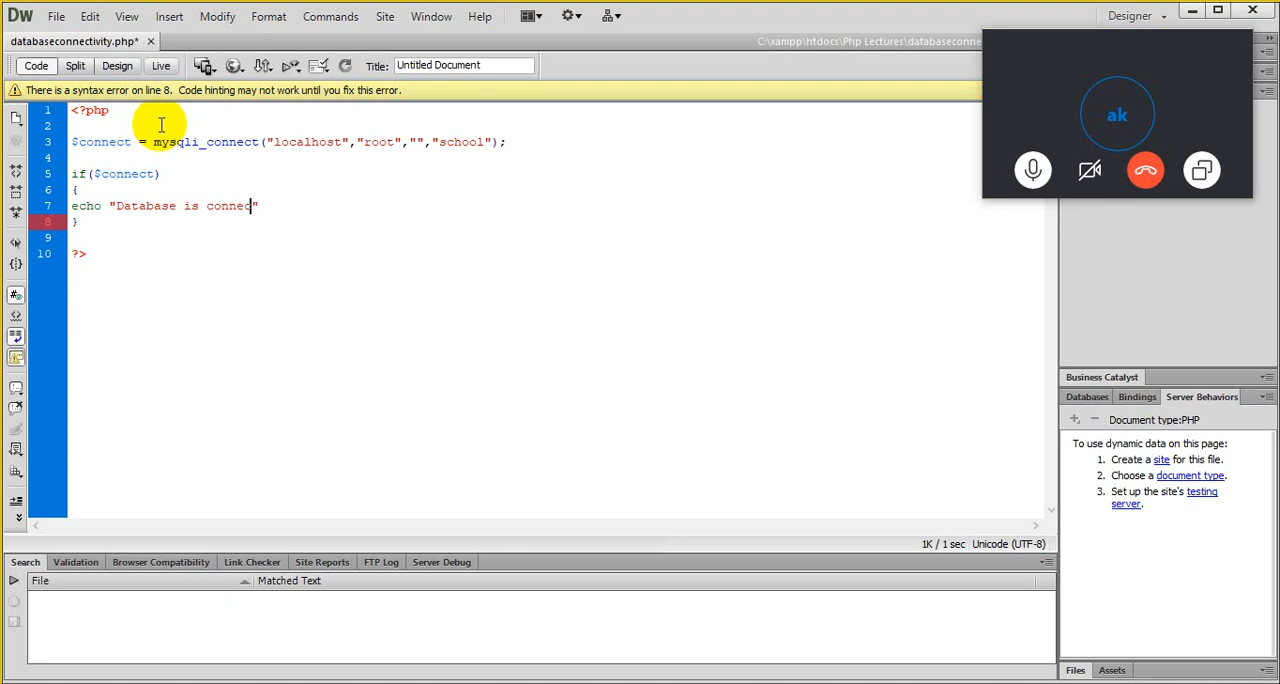 Dw File Edit View Insert Modify Format Commands Site Window Help Designer
databaseconnectivity.php* C:\xampp\htdocs\Php Lectures\databaseconne
Code Split Design Live Title: Untitled Document
There is a syntax error on line 8. Code hinting may not work until you fix this error.
ak
1 <?php
2
3 $connect = mysqli_connect("localhost","root","","school");
4
5 if($connect)
6 {
7 echo "Database is connec"
8 }
9
10 ?>
Business Catalyst
Databases Bindings Server Behaviors
Document type:PHP
To use dynamic data on this page:
1. Create a site for this file.
2. Choose a document type.
3. Set up the site's testing
server.
1K / 1 sec Unicode (UTF-8)
Search Validation Browser Compatibility Link Checker Site Reports FTP Log Server Debug
File Matched Text
Files Assets